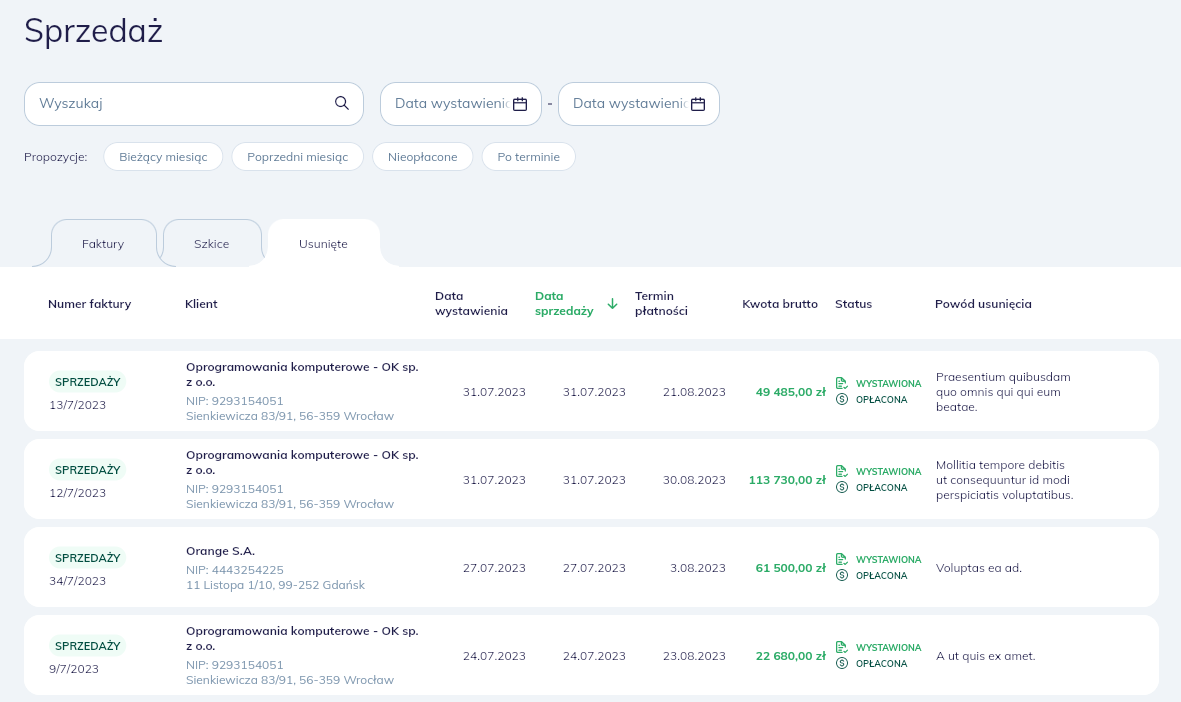 Sprzedaż
Wyszukaj
Data wystawieni
-
Data wystawieni
Propozycje:
Bieżący miesiąc
Poprzedni miesiąc
Nieopłacone
Po terminie
Faktury
Szkice
Usunięte
Numer faktury
Klient
Data
wystawienia
Data
sprzedaży
Termin
płatności
Kwota brutto
Status
Powód usunięcia
SPRZEDAŻY
13/7/2023
Oprogramowania komputerowe - OK sp.
z o.o.
NIP: 9293154051
Sienkiewicza 83/91, 56-359 Wrocław
31.07.2023
31.07.2023
21.08.2023
49 485,00 zł
WYSTAWIONA
OPŁACONA
Praesentium quibusdam
quo omnis qui qui eum
beatae.
SPRZEDAŻY
12/7/2023
Oprogramowania komputerowe - OK sp.
z o.o.
NIP: 9293154051
Sienkiewicza 83/91, 56-359 Wrocław
31.07.2023
31.07.2023
30.08.2023
113 730,00 zł
WYSTAWIONA
OPŁACONA
Mollitia tempore debitis
ut consequuntur id modi
perspiciatis voluptatibus.
SPRZEDAŻY
34/7/2023
Orange S.A.
NIP: 4443254225
11 Listopa 1/10, 99-252 Gdańsk
27.07.2023
27.07.2023
3.08.2023
61 500,00 zł
WYSTAWIONA
OPŁACONA
Voluptas ea ad.
SPRZEDAŻY
9/7/2023
Oprogramowania komputerowe - OK sp.
z o.o.
NIP: 9293154051
Sienkiewicza 83/91, 56-359 Wrocław
24.07.2023
24.07.2023
23.08.2023
22 680,00 zł
WYSTAWIONA
OPŁACONA
A ut quis ex amet.